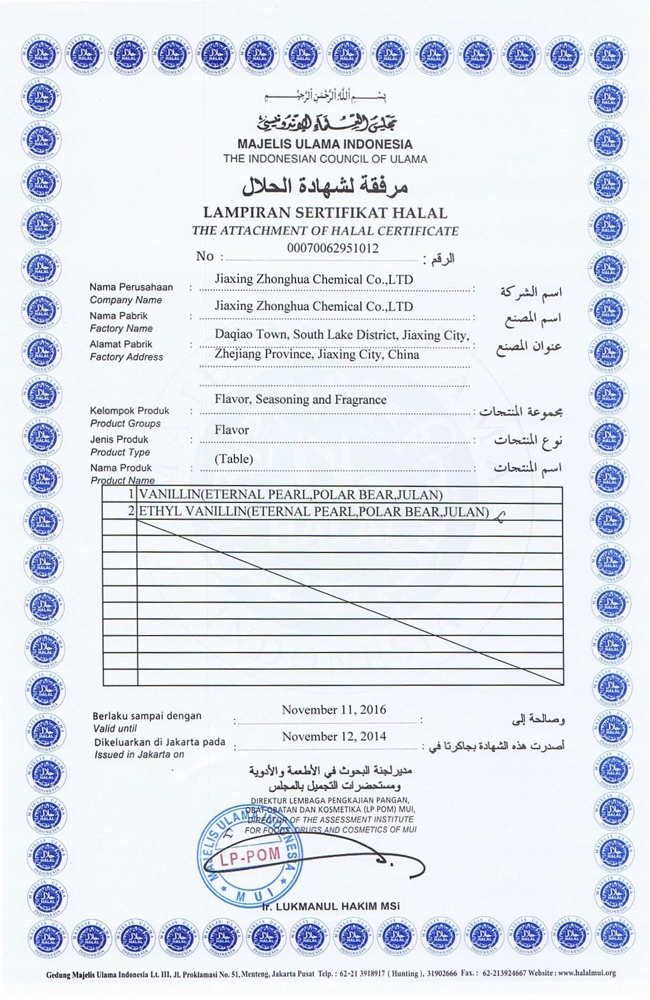 بِسْــــمِ ٱللَّهِ ٱلرَّحْمَنِ ٱلرَّحِيْـــــمِ
مجلس العلماء الإندونيسي
MAJELIS ULAMA INDONESIA
THE INDONESIAN COUNCIL OF ULAMA
مرفقة لشهادة الحلال
LAMPIRAN SERTIFIKAT HALAL
THE ATTACHMENT OF HALAL CERTIFICATE
No : 00070062951012 : الرقم
Nama Perusahaan : Jiaxing Zhonghua Chemical Co.,LTD : اسم الشركة
Company Name
Nama Pabrik : Jiaxing Zhonghua Chemical Co.,LTD : اسم المصنع
Factory Name
Alamat Pabrik : Daqiao Town, South Lake District, Jiaxing City, : عنوان المصنع
Factory Address Zhejiang Province, Jiaxing City, China
Kelompok Produk : Flavor, Seasoning and Fragrance : مجموعة المنتجات
Product Groups
Jenis Produk : Flavor : نوع المنتجات
Product Type
Nama Produk : (Table) : اسم المنتجات
Product Name
1 VANILLIN(ETERNAL PEARL,POLAR BEAR,JULAN)
2 ETHYL VANILLIN(ETERNAL PEARL,POLAR BEAR,JULAN)
Berlaku sampai dengan : November 11, 2016 : وصالحة إلى
Valid until
Dikeluarkan di Jakarta pada : November 12, 2014 : أصدرت هذه الشهادة بجاكرتا في
Issued in Jakarta on
مدير لجنة البحوث في الأطعمة والأدوية
ومستحضرات التجميل بالمجلس
DIREKTUR LEMBAGA PENGKAJIAN PANGAN,
OBAT-OBATAN DAN KOSMETIKA (LP POM) MUI,
DIRECTOR OF THE ASSESSMENT INSTITUTE
FOR FOODS, DRUGS AND COSMETICS OF MUI
MAJELIS ULAMA INDONESIA
LP-POM
★ MUI ★
Ir. LUKMANUL HAKIM MSi
Gedung Majelis Ulama Indonesia Lt. III, Jl. Proklamasi No. 51, Menteng, Jakarta Pusat Telp. : 62-21 3918917 ( Hunting ), 31902666 Fax. : 62-213924667 Website : www.halalmui.org